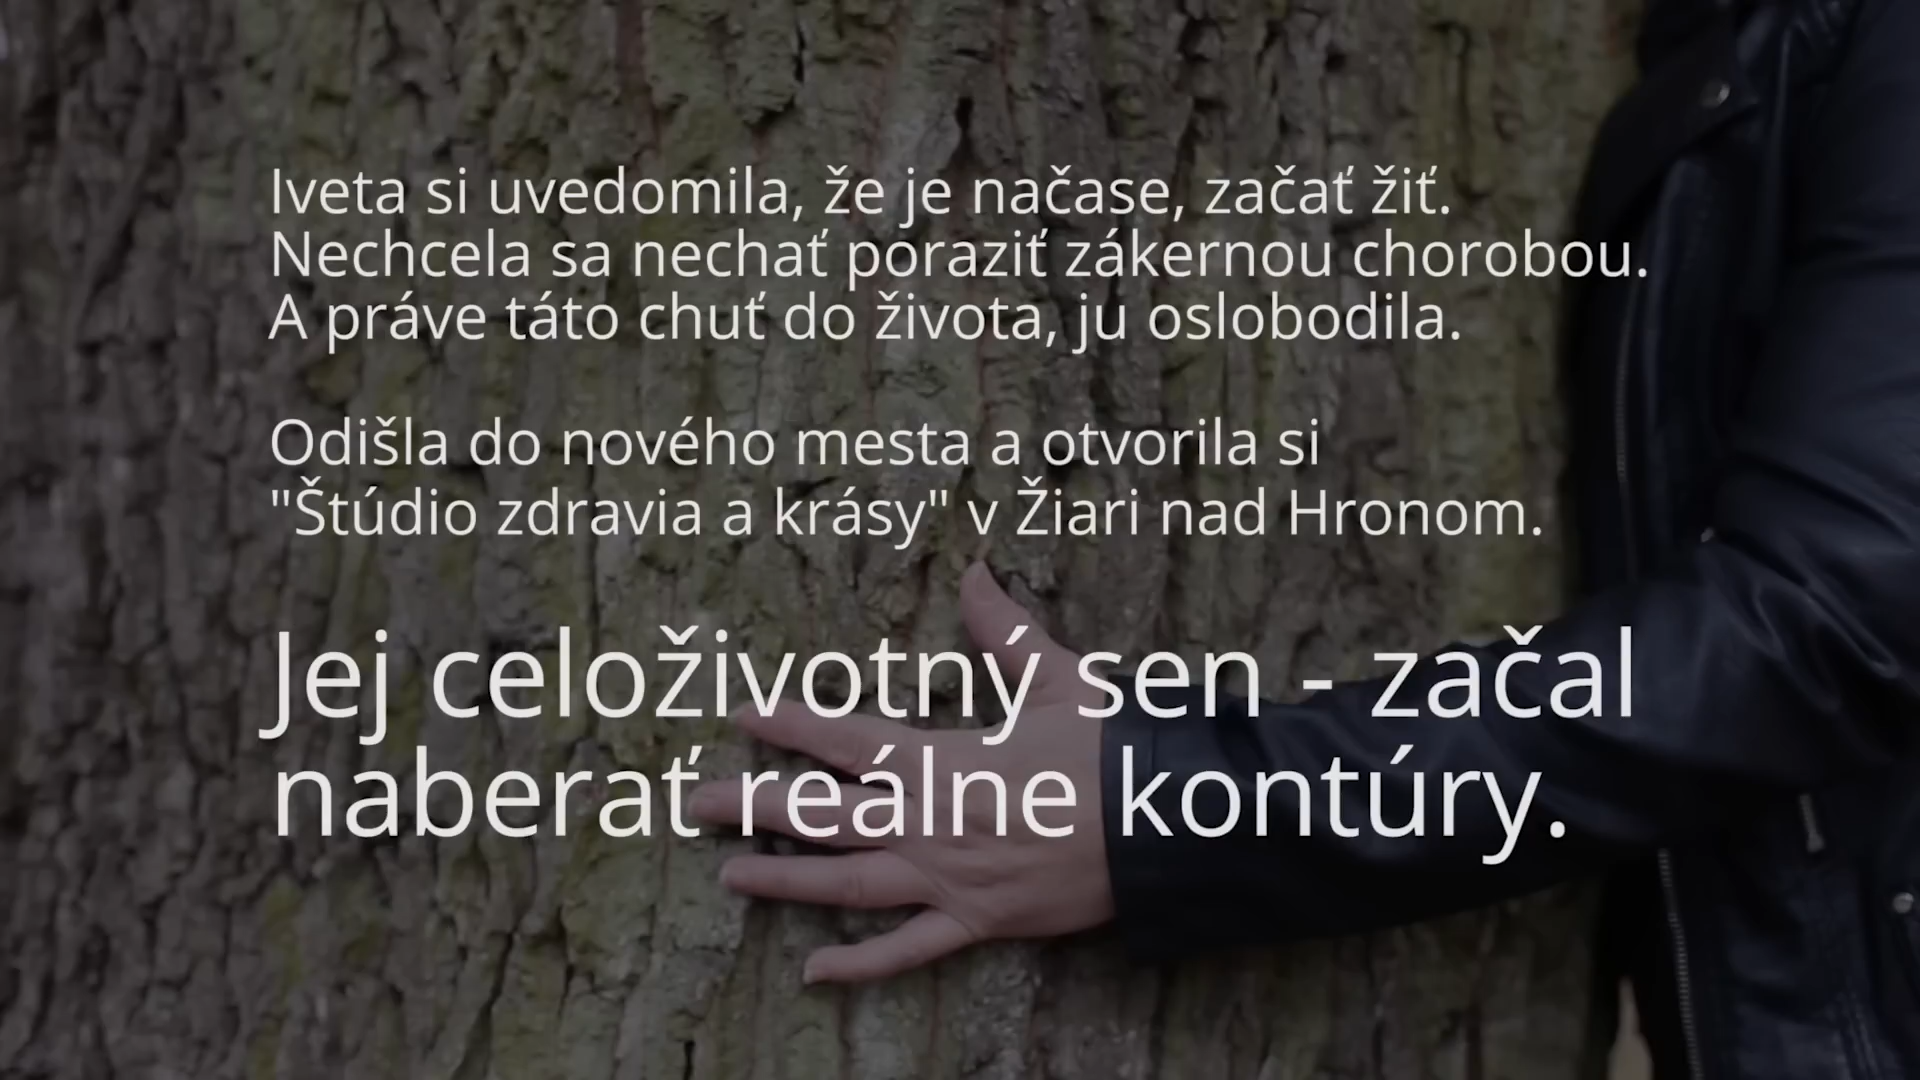 Iveta si uvedomila, že je načase, začať žiť.
Nechcela sa nechať poraziť zákernou chorobou.
A práve táto chuť do života, ju oslobodila.
Odišla do nového mesta a otvorila si
"Štúdio zdravia a krásy" v Žiari nad Hronom.
Jej celoživotný sen - začal
naberať reálne kontúry.